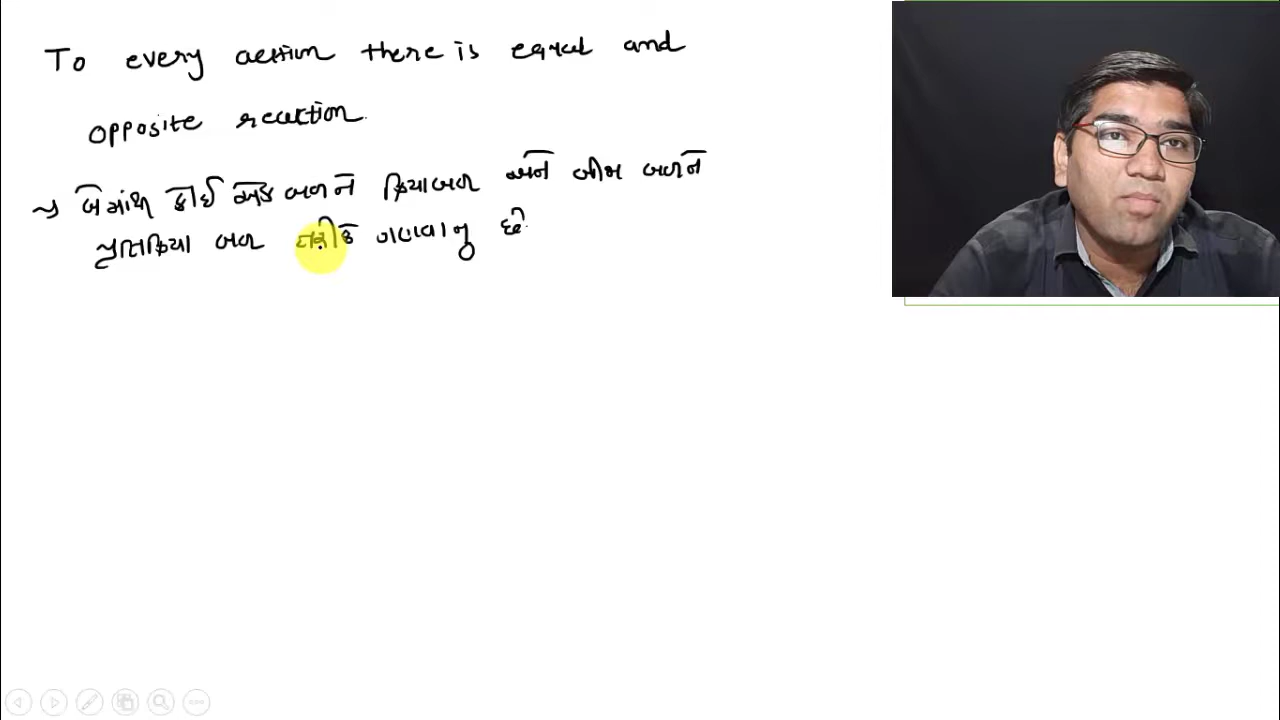 To every action there is equal and
opposite reaction.
→ બેમાંથી કોઈ એક બળને ક્રિયાબળ અને બીજા બળને
પ્રતિક્રિયા બળ તરીકે ગણવાનુ છે.